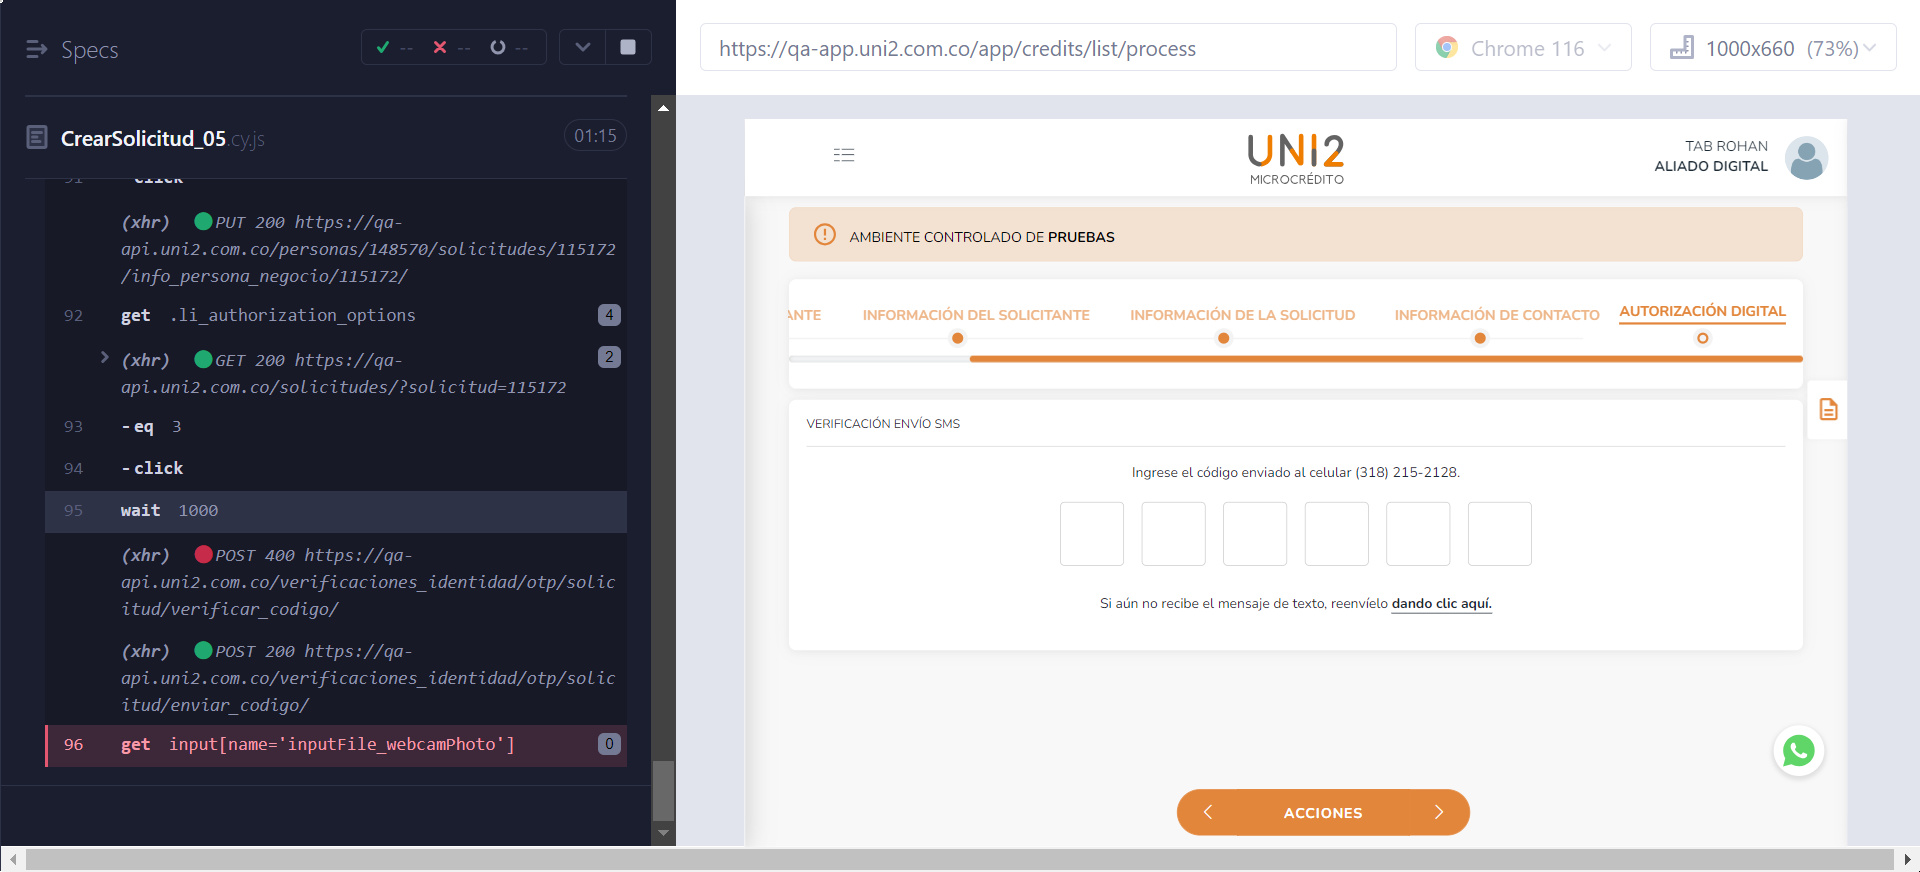 Specs
-- -- --
CrearSolicitud_05.cy.js
01:15
91 -click
(xhr) PUT 200 https://qa-
api.uni2.com.co/personas/148570/solicitudes/115172
/info_persona_negocio/115172/
92 get .li_authorization_options 4
(xhr) GET 200 https://qa- 2
api.uni2.com.co/solicitudes/?solicitud=115172
93 -eq 3
94 -click
95 wait 1000
(xhr) POST 400 https://qa-
api.uni2.com.co/verificaciones_identidad/otp/solic
itud/verificar_codigo/
(xhr) POST 200 https://qa-
api.uni2.com.co/verificaciones_identidad/otp/solic
itud/enviar_codigo/
96 get input[name='inputFile_webcamPhoto'] 0
https://qa-app.uni2.com.co/app/credits/list/process
Chrome 116
1000x660 (73%)
UNI2
MICROCRÉDITO
TAB ROHAN
ALIADO DIGITAL
AMBIENTE CONTROLADO DE PRUEBAS
ANTE
INFORMACIÓN DEL SOLICITANTE
INFORMACIÓN DE LA SOLICITUD
INFORMACIÓN DE CONTACTO
AUTORIZACIÓN DIGITAL
VERIFICACIÓN ENVÍO SMS
Ingrese el código enviado al celular (318) 215-2128.
Si aún no recibe el mensaje de texto, reenvíelo dando clic aquí.
ACCIONES